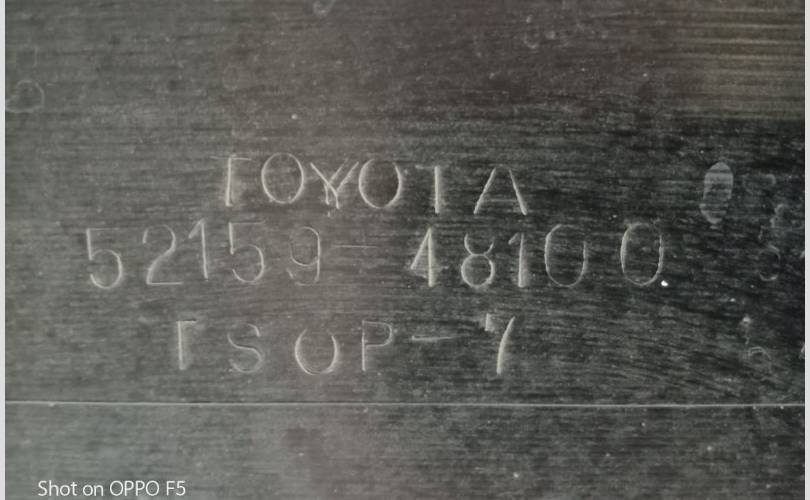 TOYOTA
52159-48100
TSOP-7
Shot on OPPO F5